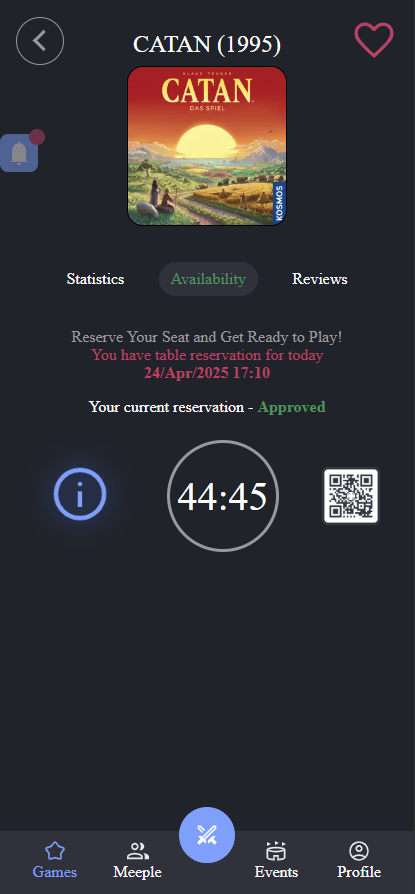 CATAN (1995)
KLAUS TEUBER
CATAN
DAS SPIEL
KOSMOS
Statistics
Availability
Reviews
Reserve Your Seat and Get Ready to Play!
You have table reservation for today
24/Apr/2025 17:10
Your current reservation - Approved
44:45
Games
Meeple
Events
Profile